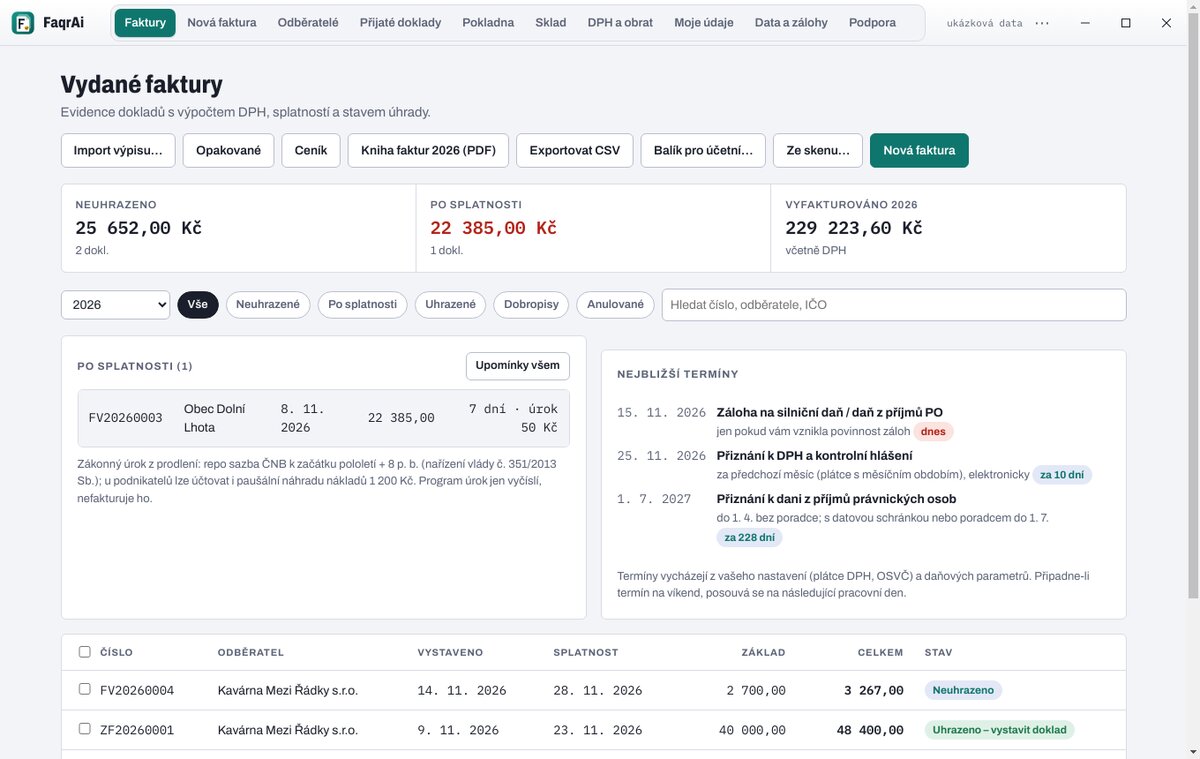 FaqrAi Faktury Nová faktura Odběratelé Přijaté doklady Pokladna Sklad DPH a obrat Moje údaje Data a zálohy Podpora ukázková data ···
Vydané faktury
Evidence dokladů s výpočtem DPH, splatností a stavem úhrady.
Import výpisu... Opakované Ceník Kniha faktur 2026 (PDF) Exportovat CSV Balík pro účetní... Ze skenu... Nová faktura
NEUHRAZENO
25 652,00 Kč
2 dokl.
PO SPLATNOSTI
22 385,00 Kč
1 dokl.
VYFAKTUROVÁNO 2026
229 223,60 Kč
včetně DPH
2026 Vše Neuhrazené Po splatnosti Uhrazené Dobropisy Anulované Hledat číslo, odběratele, IČO
PO SPLATNOSTI (1) Upomínky všem
FV20260003 Obec Dolní Lhota 8. 11. 2026 22 385,00 7 dní · úrok 50 Kč
Zákonný úrok z prodlení: repo sazba ČNB k začátku pololetí + 8 p. b. (nařízení vlády č. 351/2013
Sb.); u podnikatelů lze účtovat i paušální náhradu nákladů 1 200 Kč. Program úrok jen vyčíslí,
nefakturuje ho.
NEJBLIŽŠÍ TERMÍNY
15. 11. 2026 Záloha na silniční daň / daň z příjmů PO
jen pokud vám vznikla povinnost záloh dnes
25. 11. 2026 Přiznání k DPH a kontrolní hlášení
za předchozí měsíc (plátce s měsíčním obdobím), elektronicky za 10 dní
1. 7. 2027 Přiznání k dani z příjmů právnických osob
do 1. 4. bez poradce; s datovou schránkou nebo poradcem do 1. 7.
za 228 dní
Termíny vycházejí z vašeho nastavení (plátce DPH, OSVČ) a daňových parametrů. Připadne-li
termín na víkend, posouvá se na následující pracovní den.
ČÍSLO ODBĚRATEL VYSTAVENO SPLATNOST ZÁKLAD CELKEM STAV
FV20260004 Kavárna Mezi Řádky s.r.o. 14. 11. 2026 28. 11. 2026 2 700,00 3 267,00 Neuhrazeno
ZF20260001 Kavárna Mezi Řádky s.r.o. 9. 11. 2026 23. 11. 2026 40 000,00 48 400,00 Uhrazeno – vystavit doklad